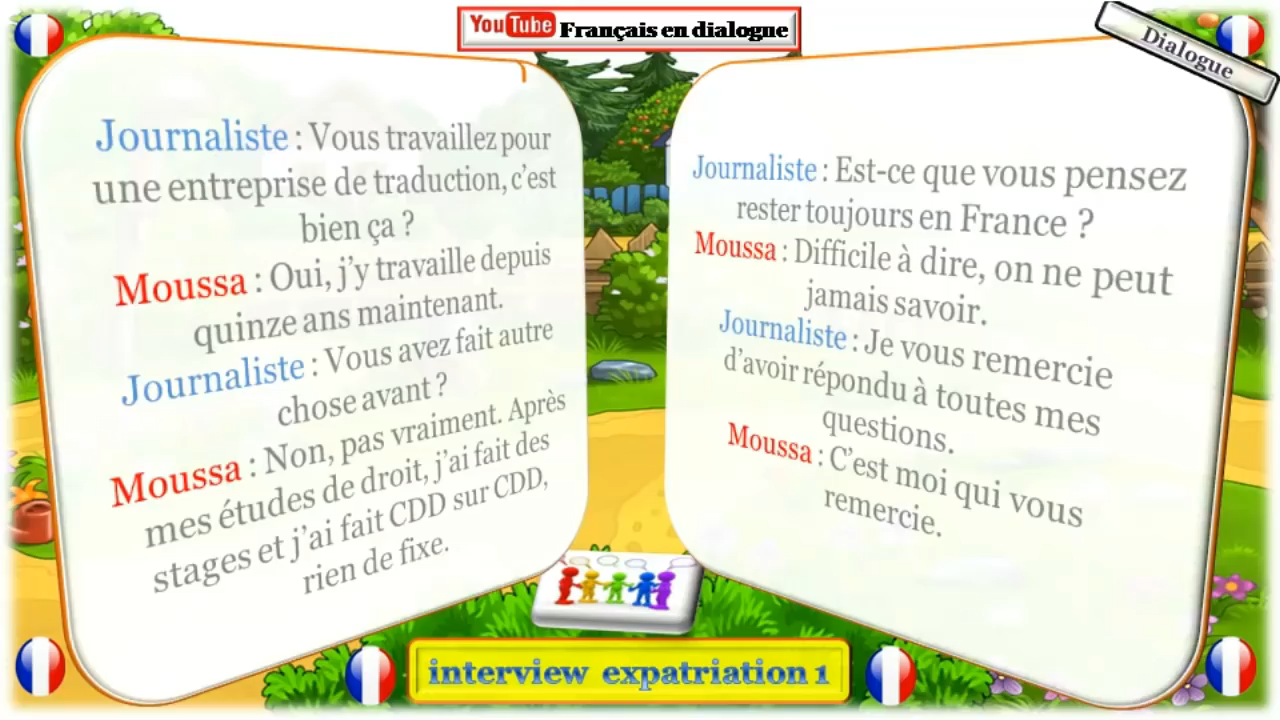 YouTube Français en dialogue
Dialogue
Journaliste : Vous travaillez pour
une entreprise de traduction, c’est
bien ça ?
Moussa : Oui, j’y travaille depuis
quinze ans maintenant.
Journaliste : Vous avez fait autre
chose avant ?
Moussa : Non, pas vraiment. Après
mes études de droit, j’ai fait des
stages et j’ai fait CDD sur CDD,
rien de fixe.
Journaliste : Est-ce que vous pensez
rester toujours en France ?
Moussa : Difficile à dire, on ne peut
jamais savoir.
Journaliste : Je vous remercie
d’avoir répondu à toutes mes
questions.
Moussa : C’est moi qui vous
remercie.
interview expatriation 1